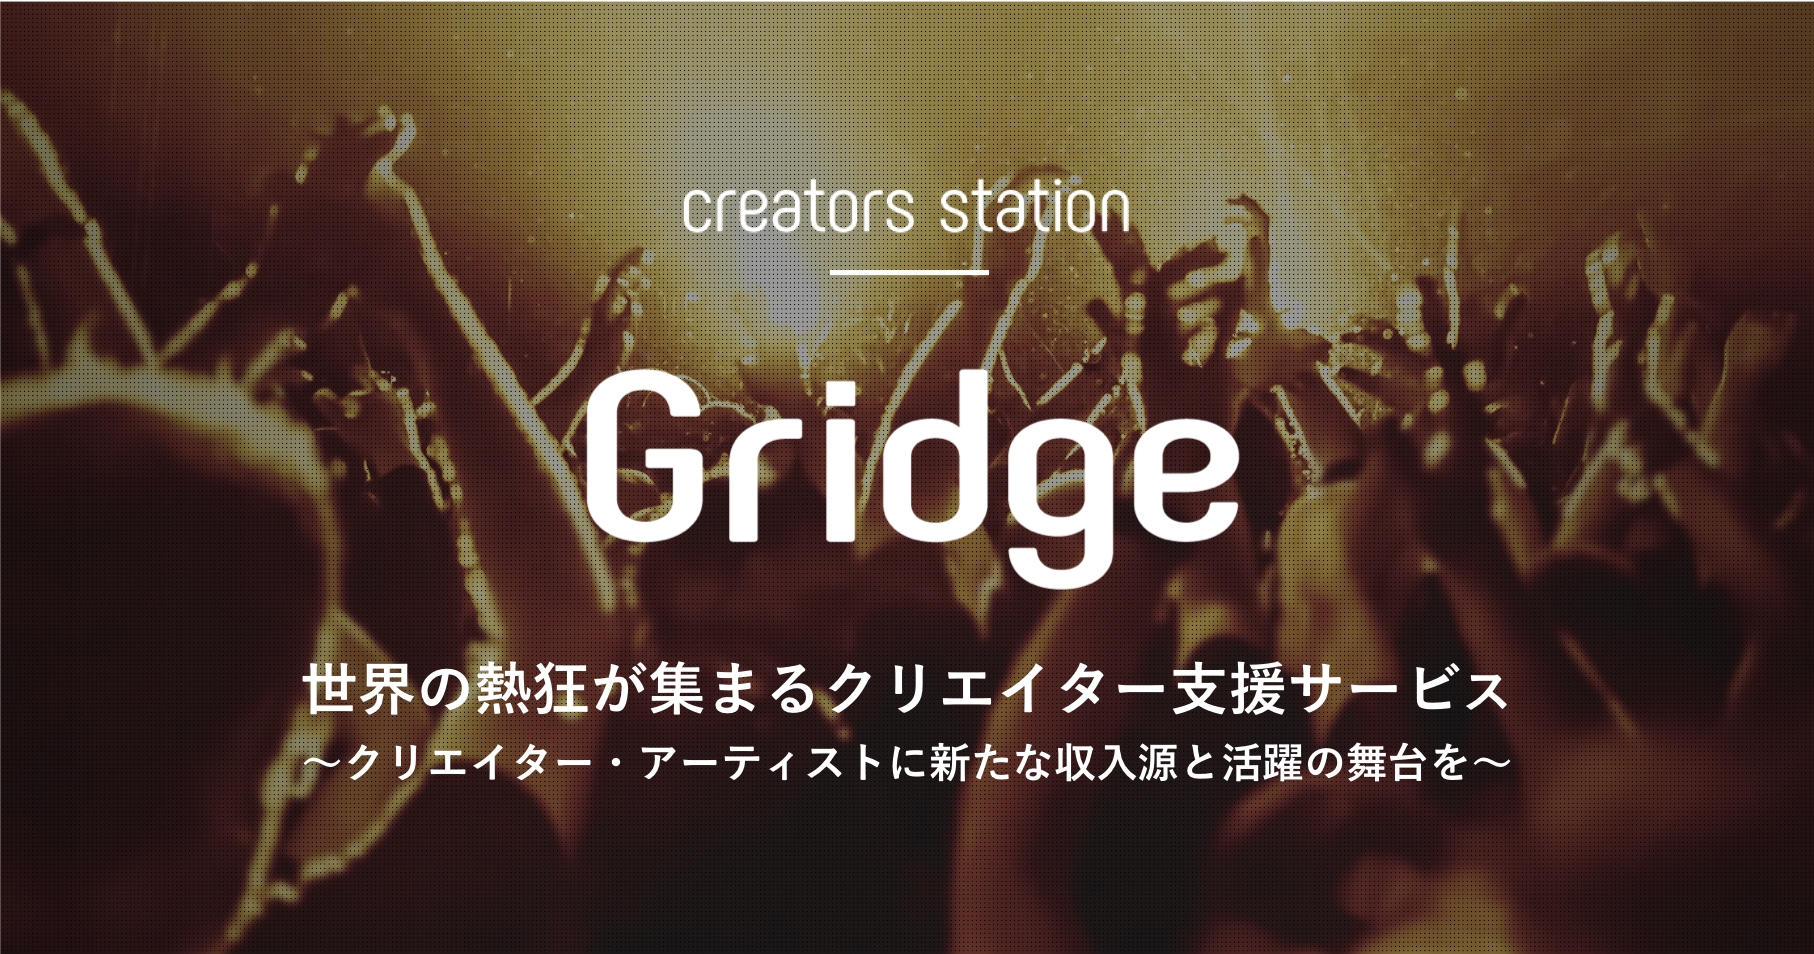 creators station
Gridge
世界の熱狂が集まるクリエイター支援サービス
〜クリエイター・アーティストに新たな収入源と活躍の舞台を〜